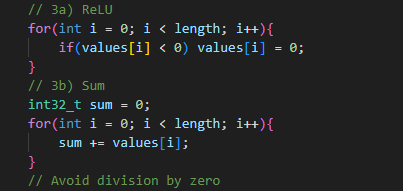 // 3a) ReLU
for(int i = 0; i < length; i++){
if(values[i] < 0) values[i] = 0;
}
// 3b) Sum
int32_t sum = 0;
for(int i = 0; i < length; i++){
sum += values[i];
}
// Avoid division by zero